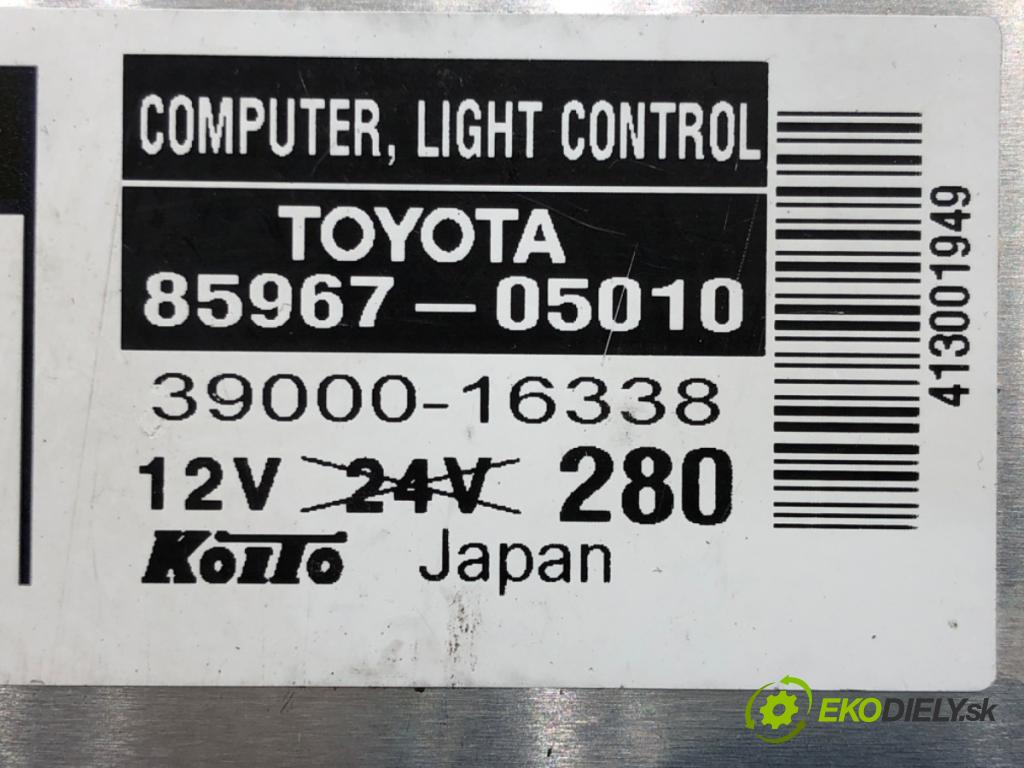 COMPUTER, LIGHT CONTROL
TOYOTA
85967-05010
39000-16338
12V 24V 280
KOITO Japan
413001949
EKODIELY.sk